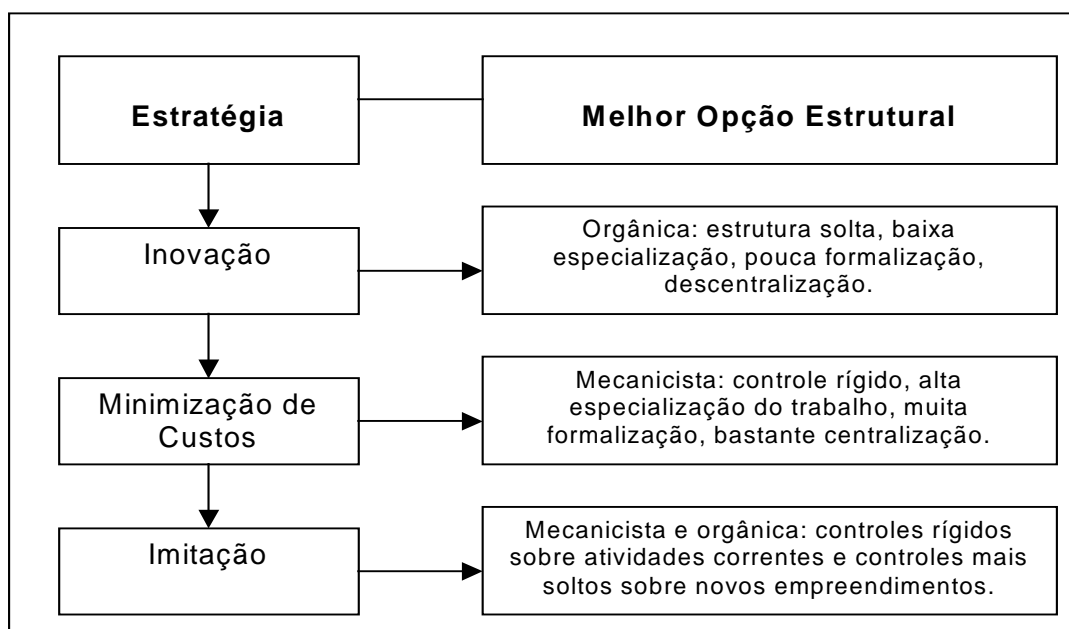 Estratégia
Melhor Opção Estrutural
Inovação
Orgânica: estrutura solta, baixa
especialização, pouca formalização,
descentralização.
Minimização de
Custos
Mecanicista: controle rígido, alta
especialização do trabalho, muita
formalização, bastante centralização.
Imitação
Mecanicista e orgânica: controles rígidos
sobre atividades correntes e controles mais
soltos sobre novos empreendimentos.